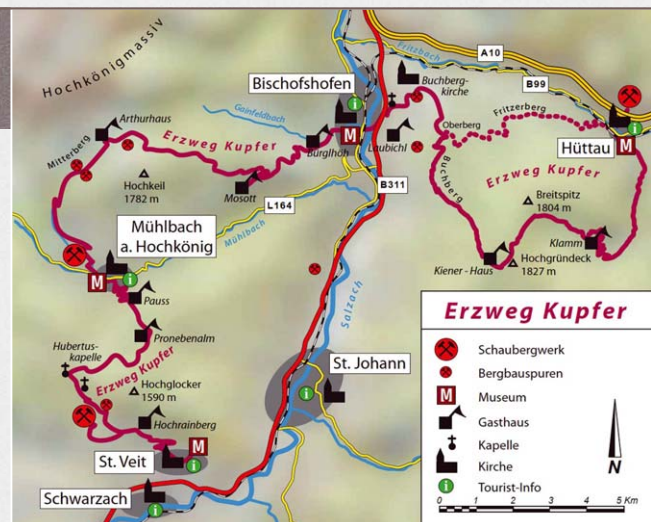 Hochkönigmassiv
Fritzbach
A10
B99
Bischofshofen
Buchberg-
kirche
Arthurhaus
Gainfeldbach
Mitterberg
Erzweg Kupfer
Bürglhöh
Laubichl
Oberberg
Fritzerberg
Hüttau
Hochkeil
1782 m
Mosott
B311
Buchberg
Erzweg Kupfer
Breitspitz
1804 m
L164
Mühlbach
a. Hochkönig
Mühlbach
Klamm
Kiener - Haus
Hochgründeck
1827 m
Pauss
Salzach
Hubertus-
kapelle
Pronebenalm
Erzweg Kupfer
Hochglocker
1590 m
St. Johann
Hochrainberg
St. Veit
Schwarzach
M
M
M
M
i
i
i
i
i
i
Erzweg Kupfer
Schaubergwerk
Bergbauspuren
M Museum
Gasthaus
Kapelle
Kirche
i Tourist-Info
N
0 1 2 3 4 5 Km